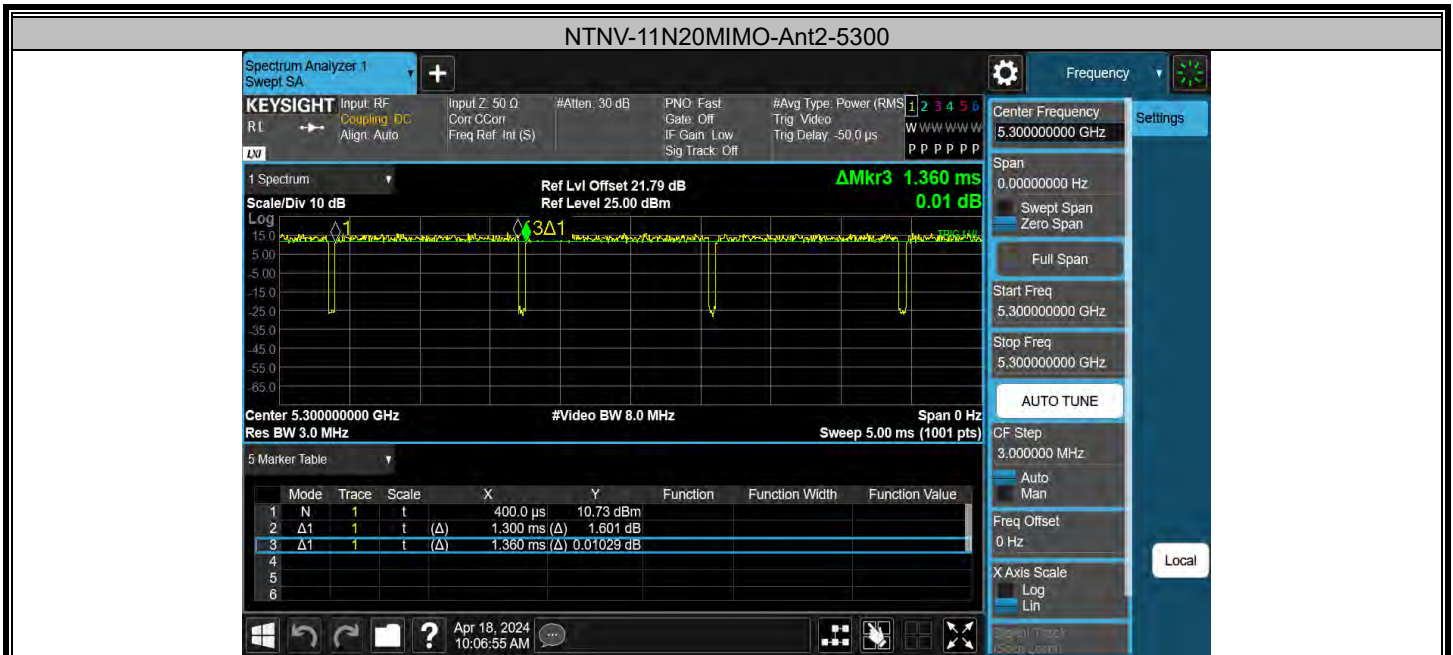 NTNV-11N20MIMO-Ant2-5300
Spectrum Analyzer 1
Swept SA
+
Frequency
KEYSIGHT
RL
LXI
Input: RF
Coupling: DC
Align: Auto
Input Z: 50 Ω
Corr CCorr
Freq Ref: Int (S)
#Atten: 30 dB
PNO: Fast
Gate: Off
IF Gain: Low
Sig Track: Off
#Avg Type: Power (RMS
Trig: Video
Trig Delay: -50.0 µs
1 2 3 4 5 6
W W W W W W
P P P P P P
1 Spectrum
Scale/Div 10 dB
Ref Lvl Offset 21.79 dB
Ref Level 25.00 dBm
ΔMkr3 1.360 ms
0.01 dB
Log
15.0
5.00
-5.00
-15.0
-25.0
-35.0
-45.0
-55.0
-65.0
1
3Δ1
TRIG LVL
Center 5.300000000 GHz
#Video BW 8.0 MHz
Span 0 Hz
Res BW 3.0 MHz
Sweep 5.00 ms (1001 pts)
5 Marker Table
Mode Trace Scale X Y Function Function Width Function Value
1 N 1 t 400.0 µs 10.73 dBm
2 Δ1 1 t (Δ) 1.300 ms (Δ) 1.601 dB
3 Δ1 1 t (Δ) 1.360 ms (Δ) 0.01029 dB
4
5
6
?
Apr 18, 2024
10:06:55 AM
Center Frequency
5.300000000 GHz
Settings
Span
0.00000000 Hz
Swept Span
Zero Span
Full Span
Start Freq
5.300000000 GHz
Stop Freq
5.300000000 GHz
AUTO TUNE
CF Step
3.000000 MHz
Auto
Man
Freq Offset
0 Hz
X Axis Scale
Log
Lin
Signal Track
(Span Zoom)
Local